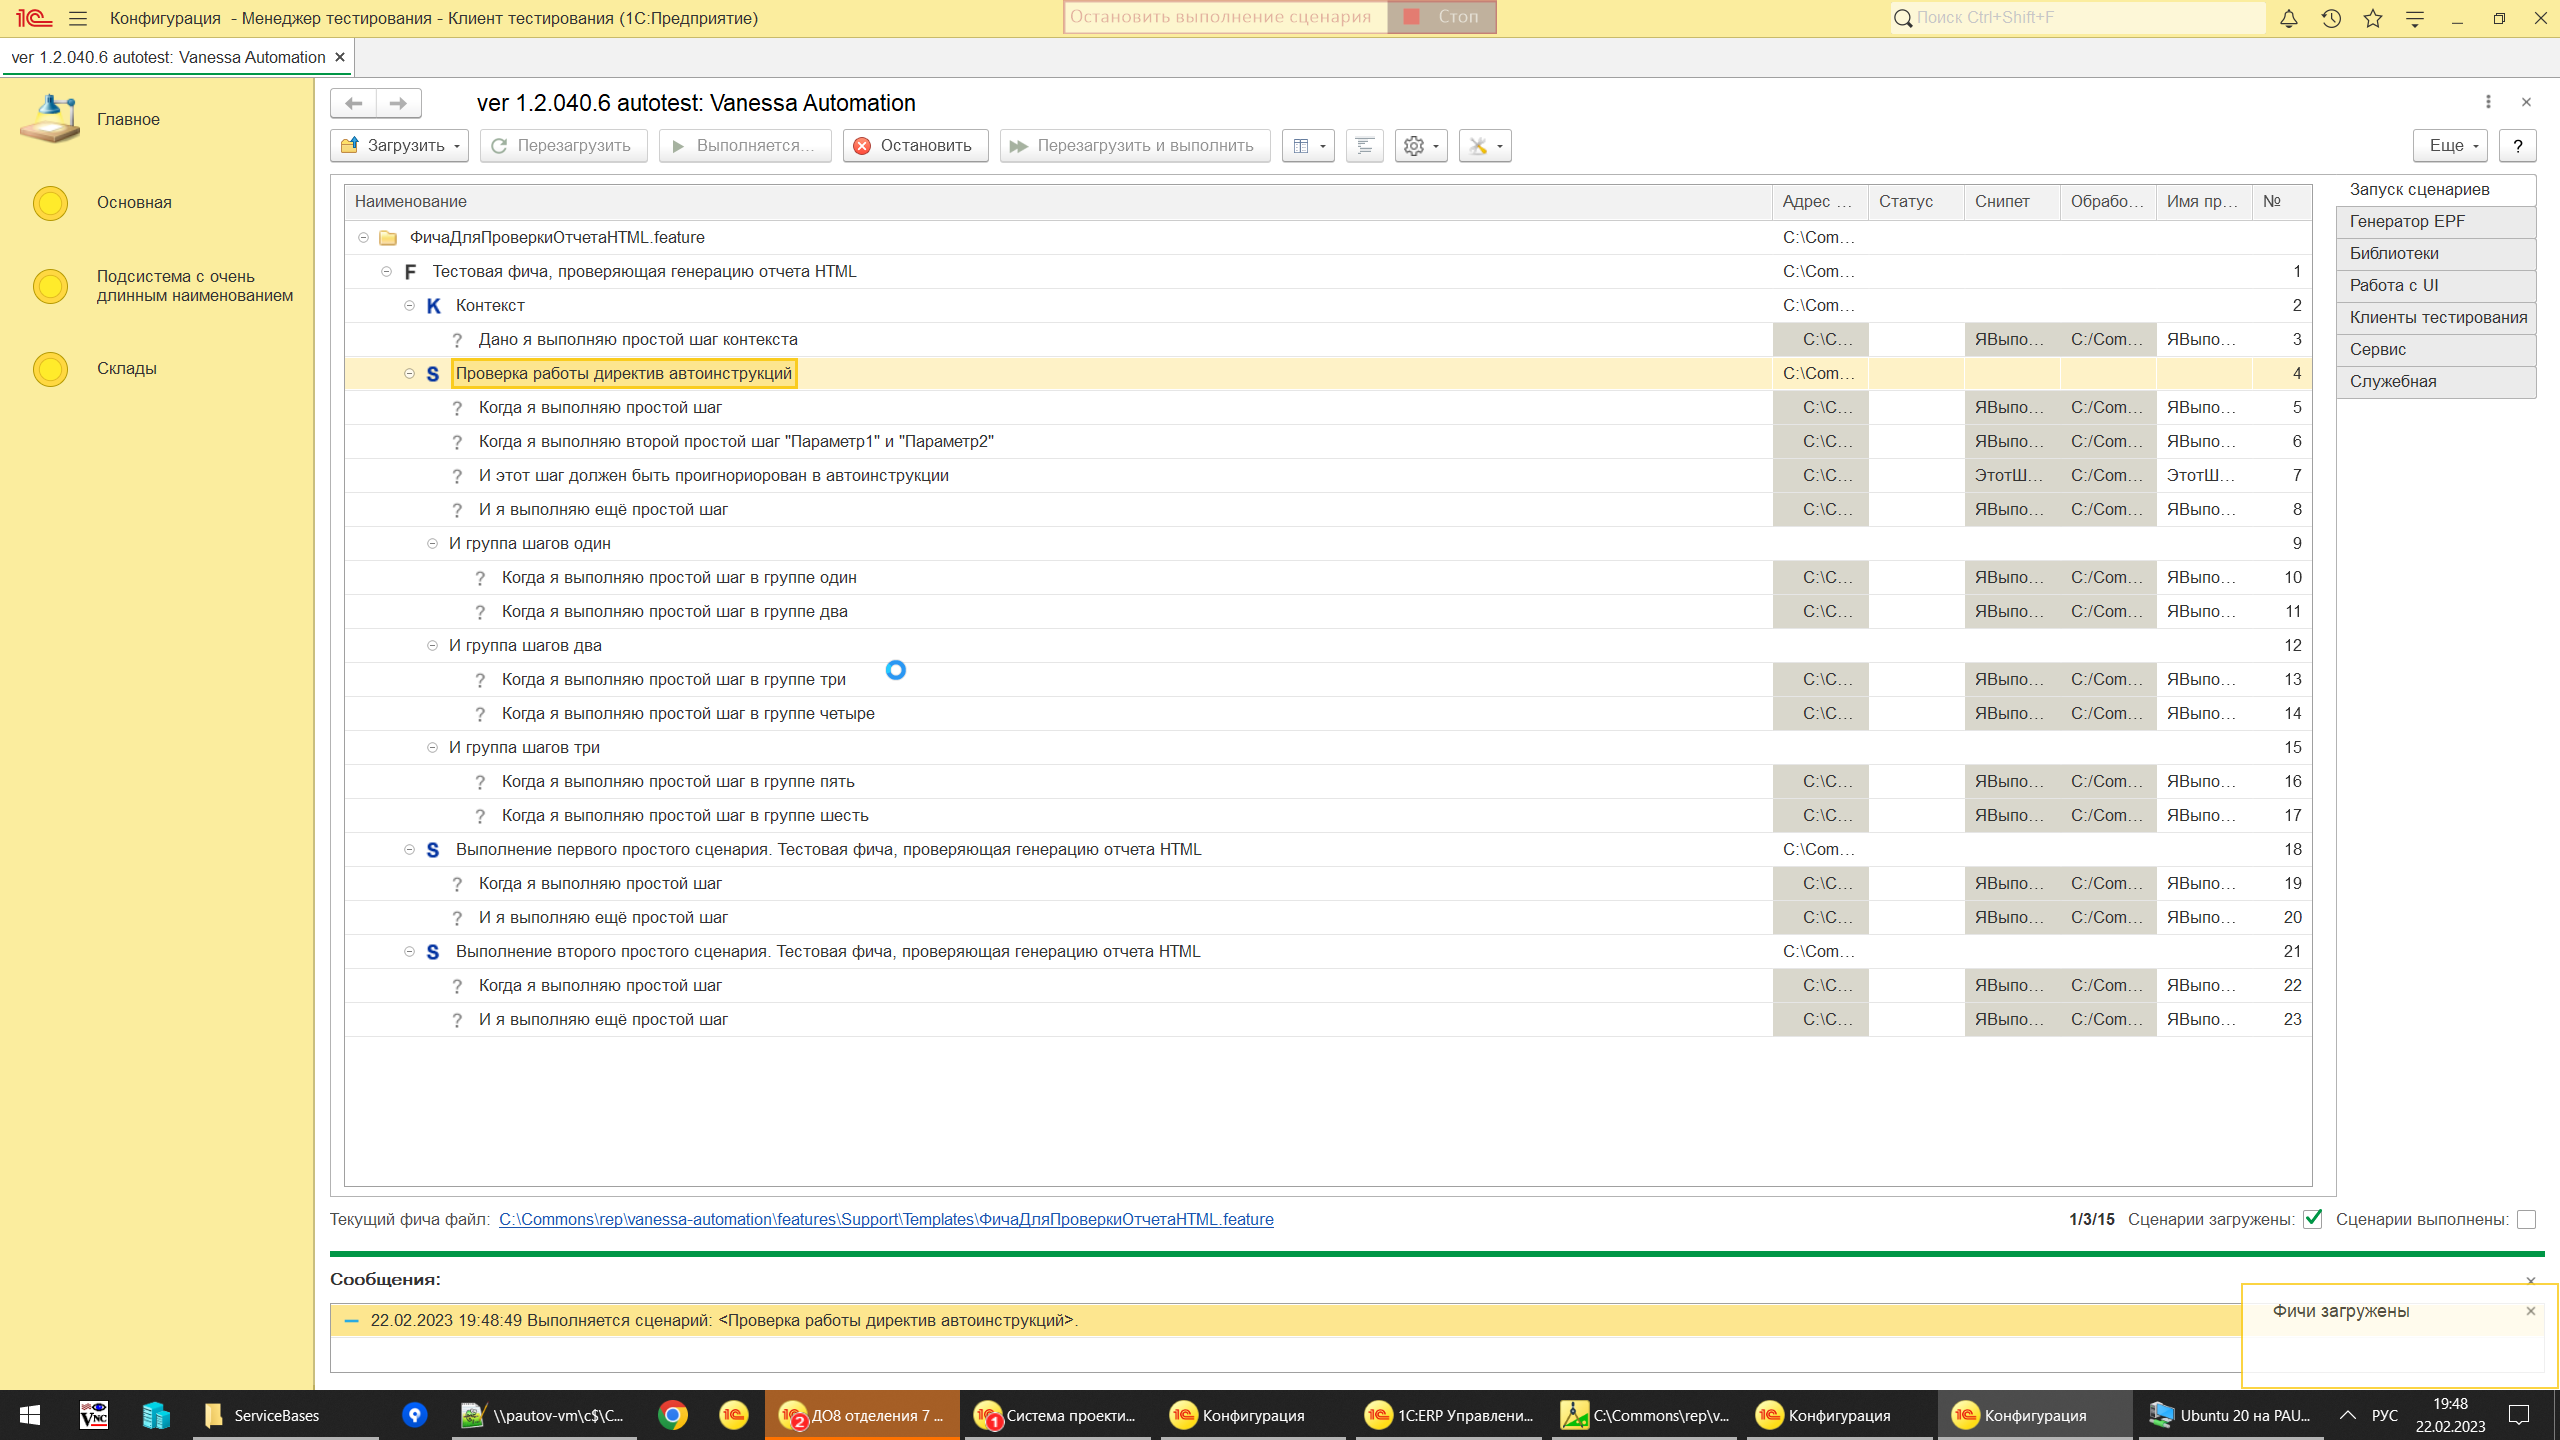 Конфигурация - Менеджер тестирования - Клиент тестирования (1С:Предприятие)
Остановить выполнение сценария Стоп
Поиск Ctrl+Shift+F
ver 1.2.040.6 autotest: Vanessa Automation
Главное
Основная
Подсистема с очень
длинным наименованием
Склады
ver 1.2.040.6 autotest: Vanessa Automation
Загрузить Перезагрузить Выполняется... Остановить Перезагрузить и выполнить Еще ?
Наименование Адрес ... Статус Снипет Обрабо... Имя пр... №
ФичаДляПроверкиОтчетаHTML.feature C:\Com...
F Тестовая фича, проверяющая генерацию отчета HTML C:\Com... 1
K Контекст C:\Com... 2
? Дано я выполняю простой шаг контекста C:\C... ЯВыпо... C:/Com... ЯВыпо... 3
S Проверка работы директив автоинструкций C:\Com... 4
? Когда я выполняю простой шаг C:\C... ЯВыпо... C:/Com... ЯВыпо... 5
? Когда я выполняю второй простой шаг "Параметр1" и "Параметр2" C:\C... ЯВыпо... C:/Com... ЯВыпо... 6
? И этот шаг должен быть проигнориорован в автоинструкции C:\C... ЭтотШ... C:/Com... ЭтотШ... 7
? И я выполняю ещё простой шаг C:\C... ЯВыпо... C:/Com... ЯВыпо... 8
И группа шагов один 9
? Когда я выполняю простой шаг в группе один C:\C... ЯВыпо... C:/Com... ЯВыпо... 10
? Когда я выполняю простой шаг в группе два C:\C... ЯВыпо... C:/Com... ЯВыпо... 11
И группа шагов два 12
? Когда я выполняю простой шаг в группе три C:\C... ЯВыпо... C:/Com... ЯВыпо... 13
? Когда я выполняю простой шаг в группе четыре C:\C... ЯВыпо... C:/Com... ЯВыпо... 14
И группа шагов три 15
? Когда я выполняю простой шаг в группе пять C:\C... ЯВыпо... C:/Com... ЯВыпо... 16
? Когда я выполняю простой шаг в группе шесть C:\C... ЯВыпо... C:/Com... ЯВыпо... 17
S Выполнение первого простого сценария. Тестовая фича, проверяющая генерацию отчета HTML C:\Com... 18
? Когда я выполняю простой шаг C:\C... ЯВыпо... C:/Com... ЯВыпо... 19
? И я выполняю ещё простой шаг C:\C... ЯВыпо... C:/Com... ЯВыпо... 20
S Выполнение второго простого сценария. Тестовая фича, проверяющая генерацию отчета HTML C:\Com... 21
? Когда я выполняю простой шаг C:\C... ЯВыпо... C:/Com... ЯВыпо... 22
? И я выполняю ещё простой шаг C:\C... ЯВыпо... C:/Com... ЯВыпо... 23
Запуск сценариев
Генератор EPF
Библиотеки
Работа с UI
Клиенты тестирования
Сервис
Служебная
Текущий фича файл: C:\Commons\rep\vanessa-automation\features\Support\Templates\ФичаДляПроверкиОтчетаHTML.feature 1/3/15 Сценарии загружены: Сценарии выполнены:
Сообщения:
22.02.2023 19:48:49 Выполняется сценарий: <Проверка работы директив автоинструкций>.
Фичи загружены
VNC ServiceBases \\pautov-vm\c$\C... 2 ДО8 отделения 7 ... 1 Система проекти... Конфигурация 1С:ERP Управлени... C:\Commons\rep\v... Конфигурация Конфигурация Ubuntu 20 на PAU... РУС 19:48
22.02.2023